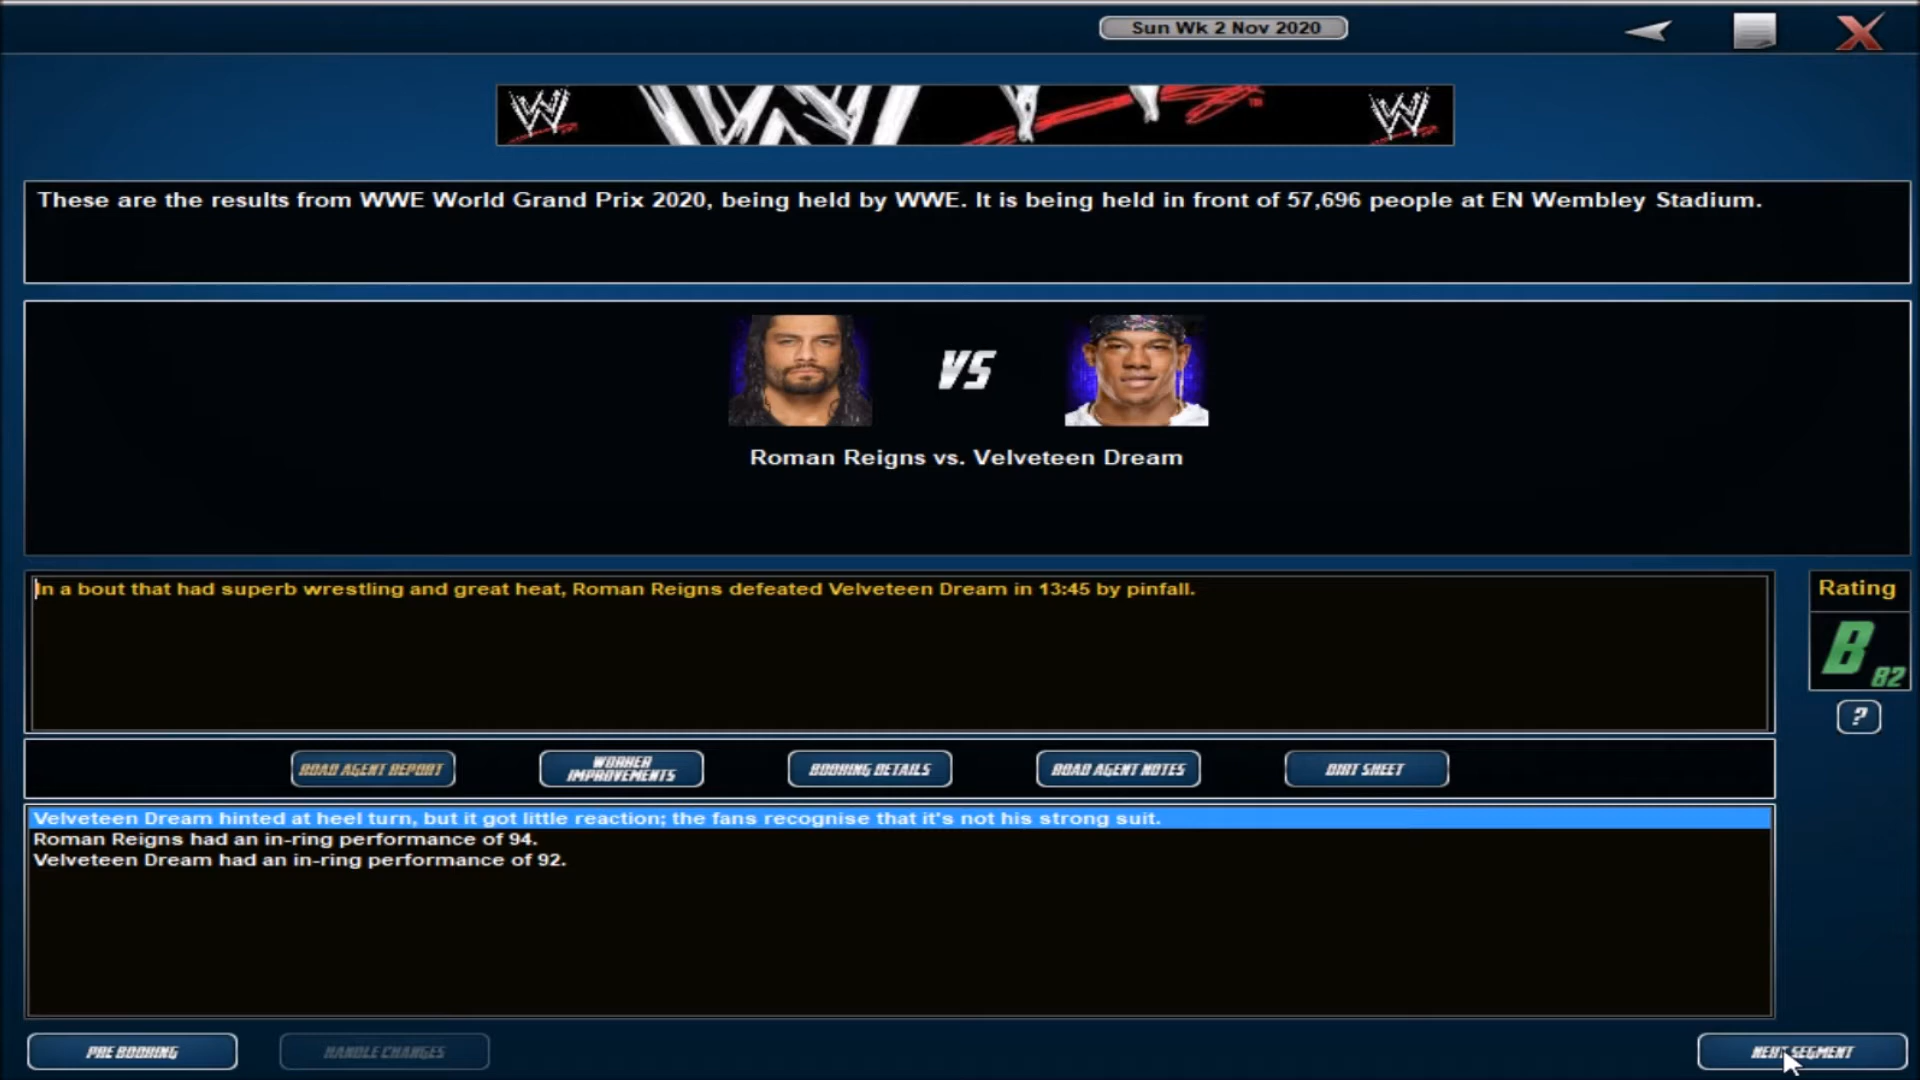 Sun Wk 2 Nov 2020
These are the results from WWE World Grand Prix 2020, being held by WWE. It is being held in front of 57,696 people at EN Wembley Stadium.
VS
Roman Reigns vs. Velveteen Dream
In a bout that had superb wrestling and great heat, Roman Reigns defeated Velveteen Dream in 13:45 by pinfall.
Rating
B 82
?
ROAD AGENT REPORT
WORKER
IMPROVEMENTS
BOOKING DETAILS
ROAD AGENT NOTES
DIRT SHEET
Velveteen Dream hinted at heel turn, but it got little reaction; the fans recognise that it's not his strong suit.
Roman Reigns had an in-ring performance of 94.
Velveteen Dream had an in-ring performance of 92.
PRE BOOKING
HANDLE CHANGES
NEXT SEGMENT